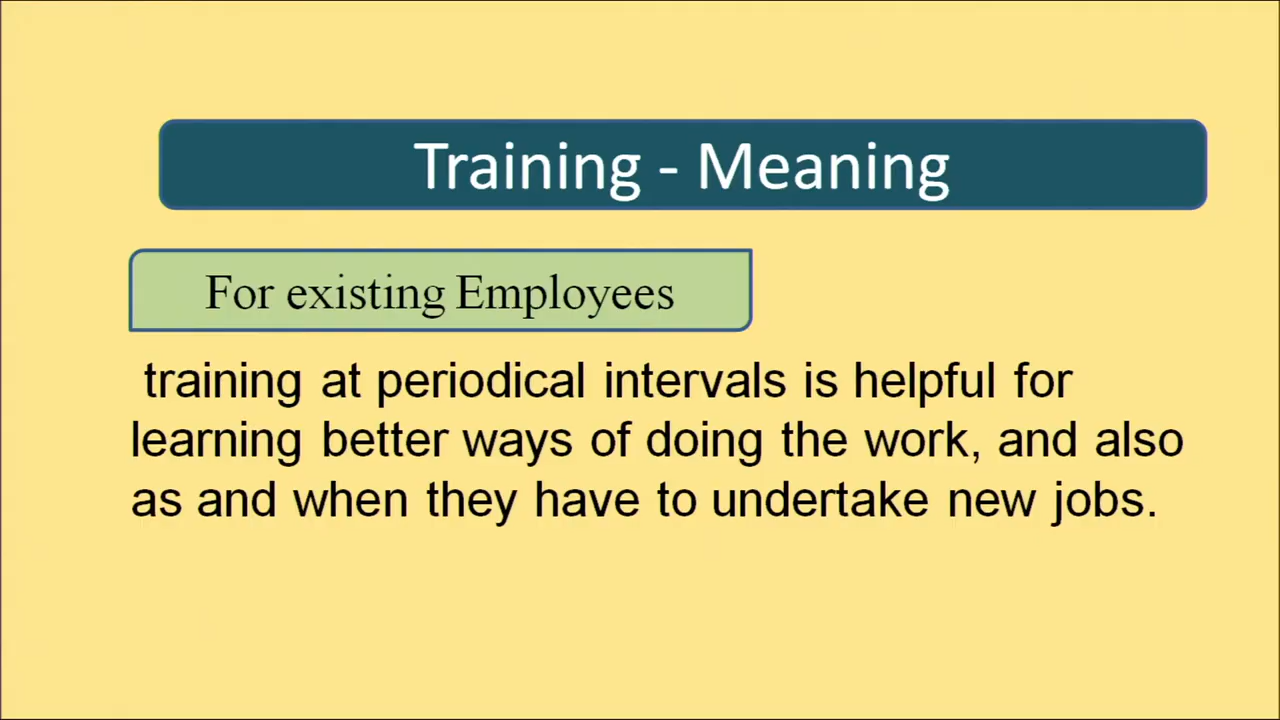 Training - Meaning
For existing Employees
training at periodical intervals is helpful for
learning better ways of doing the work, and also
as and when they have to undertake new jobs.